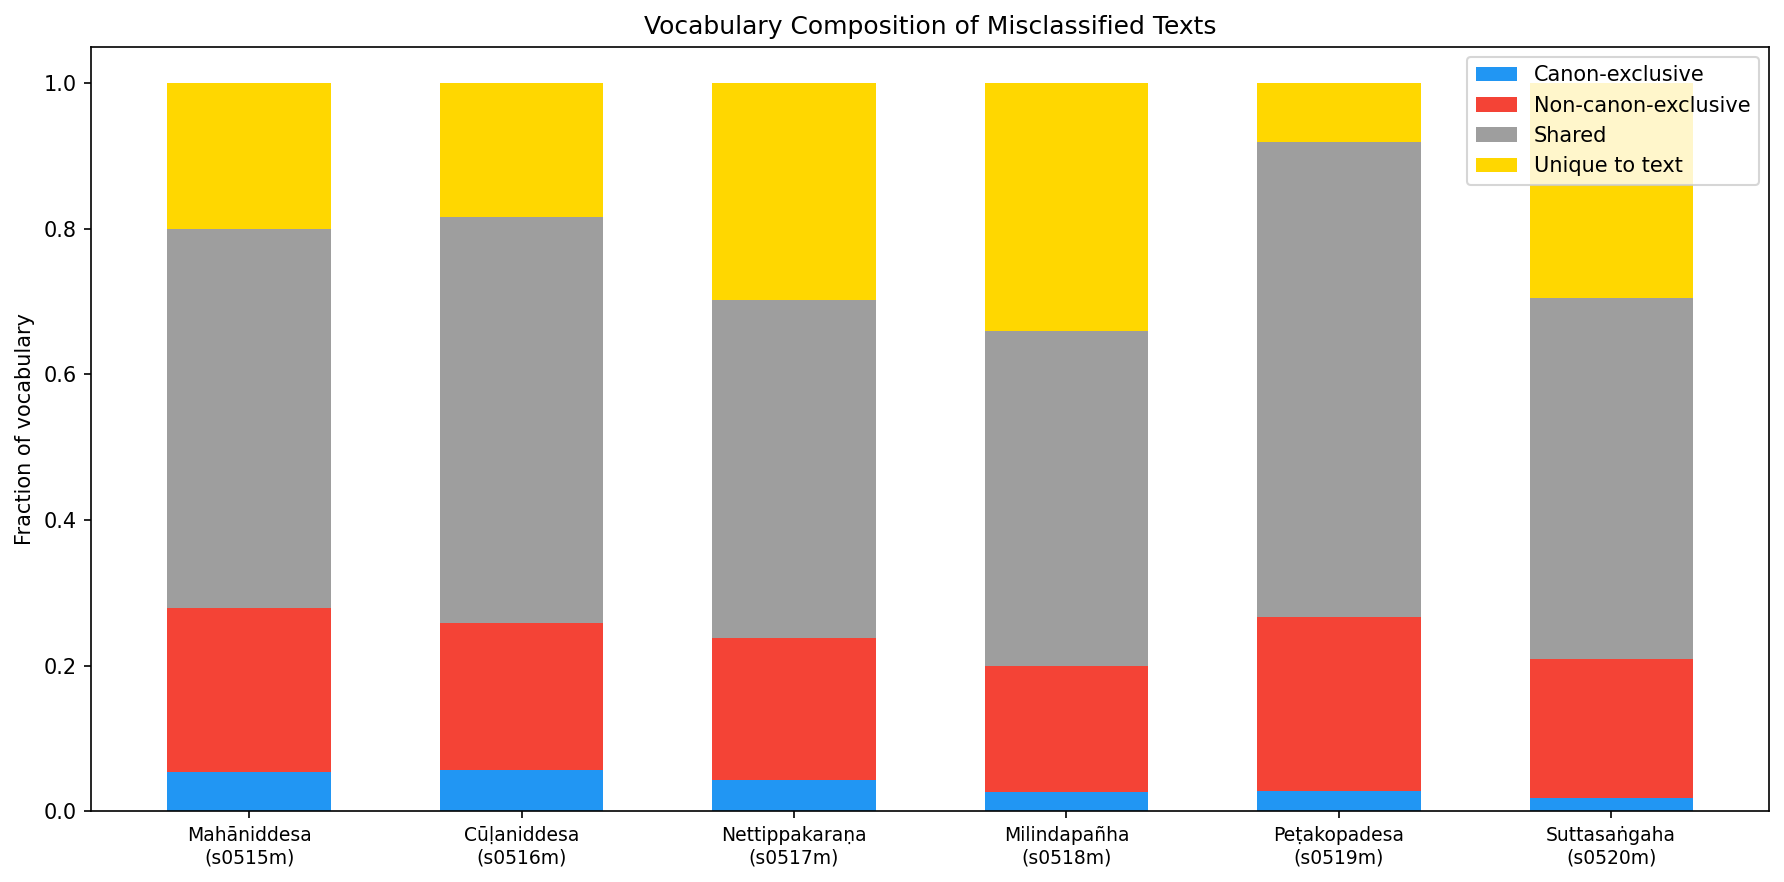 Vocabulary Composition of Misclassified Texts
Canon-exclusive
Non-canon-exclusive
Shared
Unique to text
Fraction of vocabulary
1.0
0.8
0.6
0.4
0.2
0.0
Mahāniddesa
(s0515m)
Cūḷaniddesa
(s0516m)
Nettippakaraṇa
(s0517m)
Milindapañha
(s0518m)
Peṭakopadesa
(s0519m)
Suttasaṅgaha
(s0520m)